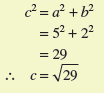 c² = a² + b²
= 5² + 2²
= 29
∴ c = √29